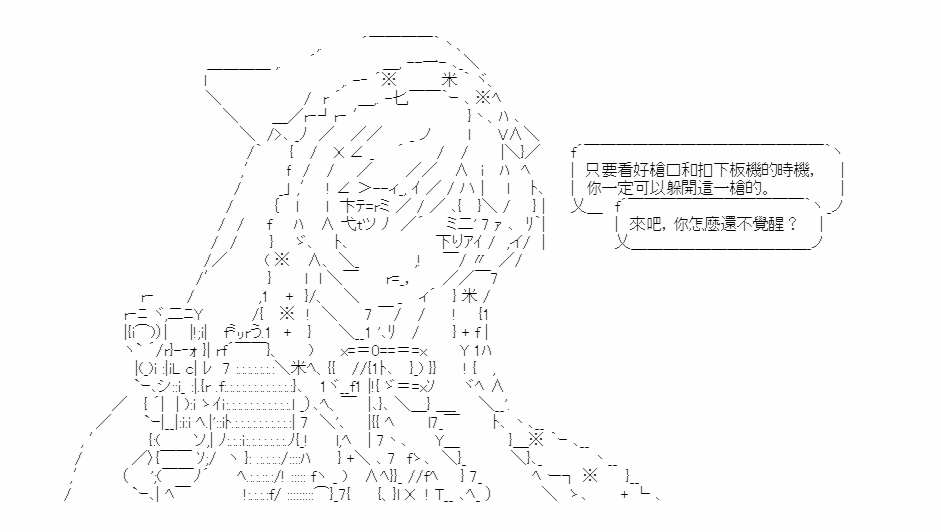 只要看好槍口和扣下板機的時機，
你一定可以躲開這一槍的。
來吧，你怎麼還不覺醒？